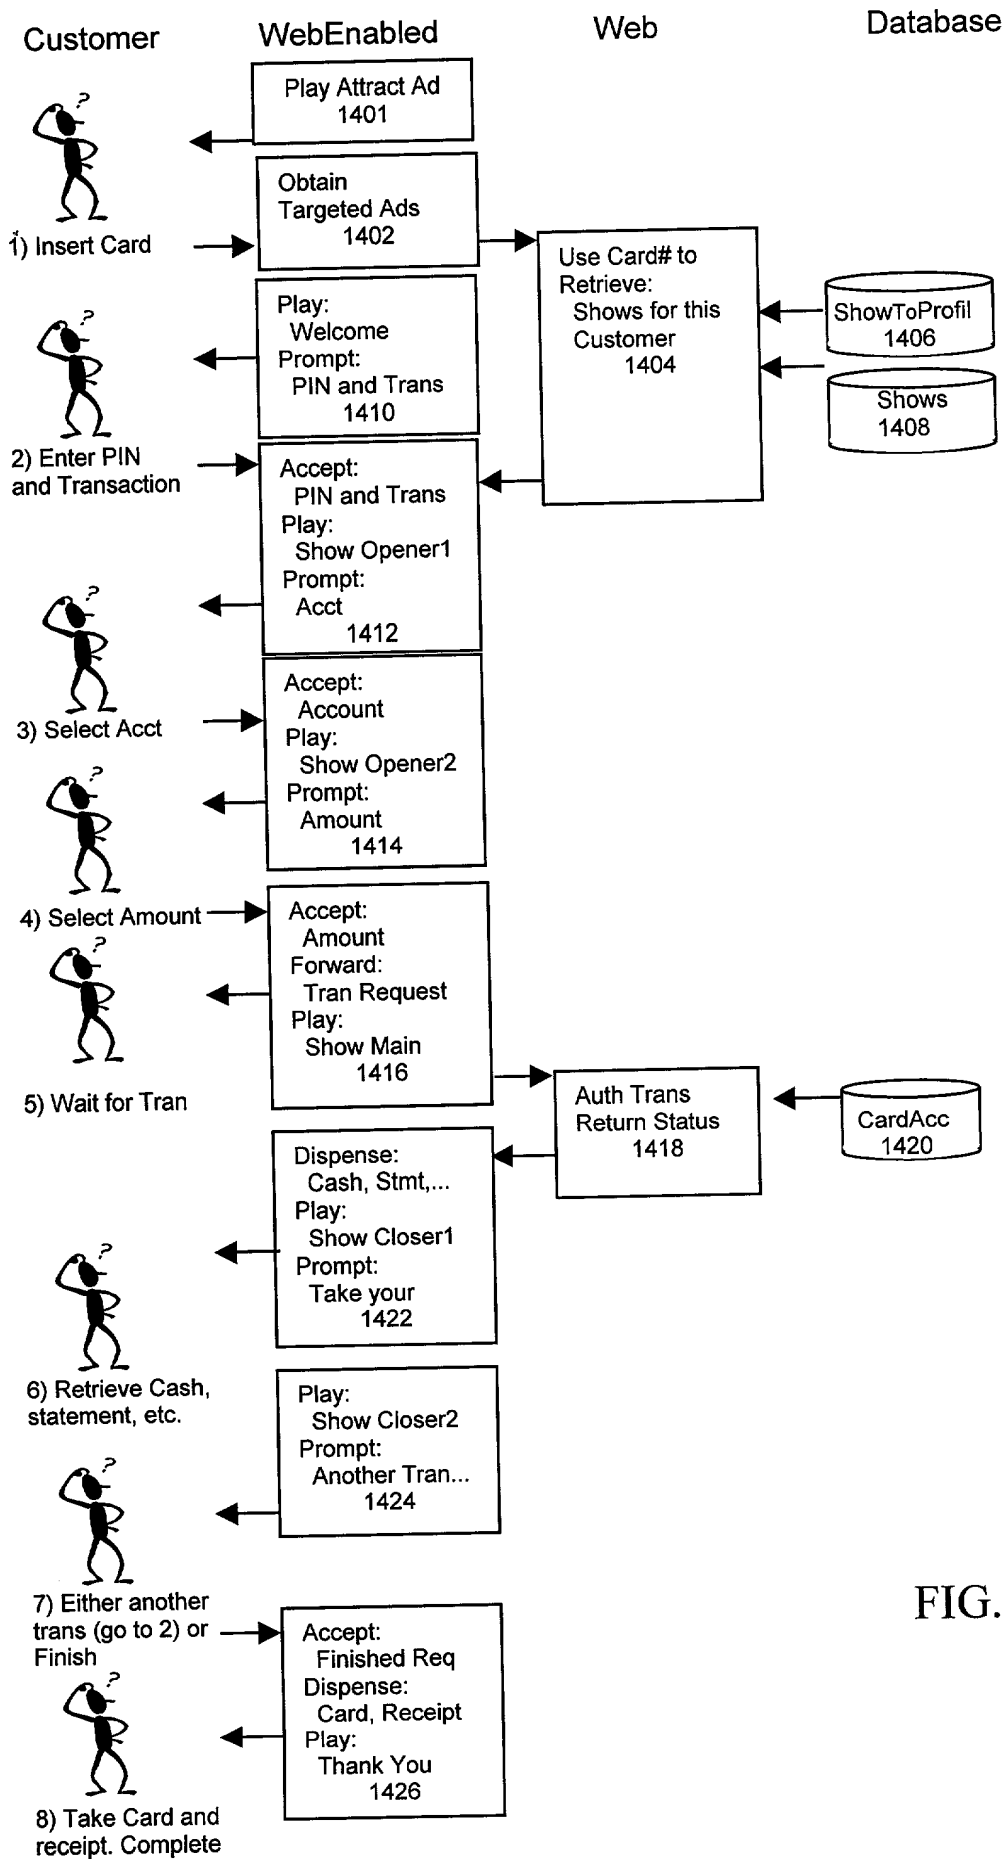 Customer
WebEnabled
Web
Database
Play Attract Ad
1401
?
1) Insert Card
Obtain
Targeted Ads
1402
Use Card# to
Retrieve:
Shows for this
Customer
1404
ShowToProfil
1406
Shows
1408
?
2) Enter PIN
and Transaction
Play:
Welcome
Prompt:
PIN and Trans
1410
Accept:
PIN and Trans
Play:
Show Opener1
Prompt:
Acct
1412
?
3) Select Acct
Accept:
Account
Play:
Show Opener2
Prompt:
Amount
1414
?
4) Select Amount
Accept:
Amount
Forward:
Tran Request
Play:
Show Main
1416
?
5) Wait for Tran
Auth Trans
Return Status
1418
CardAcc
1420
Dispense:
Cash, Stmt,...
Play:
Show Closer1
Prompt:
Take your
1422
?
6) Retrieve Cash,
statement, etc.
Play:
Show Closer2
Prompt:
Another Tran...
1424
?
7) Either another
trans (go to 2) or
Finish
Accept:
Finished Req
Dispense:
Card, Receipt
Play:
Thank You
1426
?
8) Take Card and
receipt. Complete
FIG.